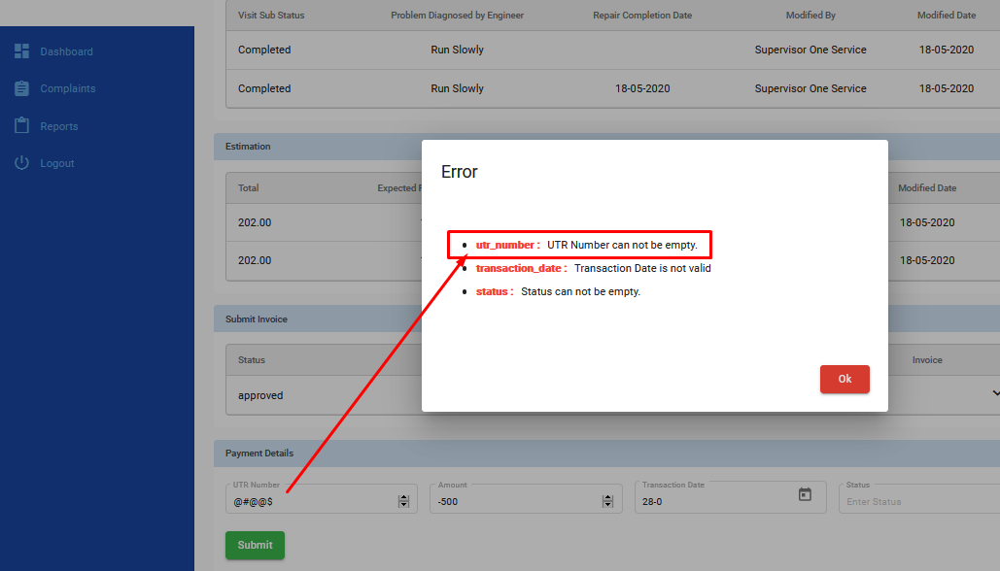 Visit Sub Status Problem Diagnosed by Engineer Repair Completion Date Modified By Modified Date
Completed Run Slowly Supervisor One Service 18-05-2020
Completed Run Slowly 18-05-2020 Supervisor One Service 18-05-2020
Dashboard
Complaints
Reports
Logout
Estimation
Total Expected Modified Date
202.00 18-05-2020
202.00 18-05-2020
Error
utr_number : UTR Number can not be empty.
transaction_date : Transaction Date is not valid
status : Status can not be empty.
Ok
Submit Invoice
Status Invoice
approved
Payment Details
UTR Number Amount Transaction Date Status
@#@@$ -500 28-0 Enter Status
Submit